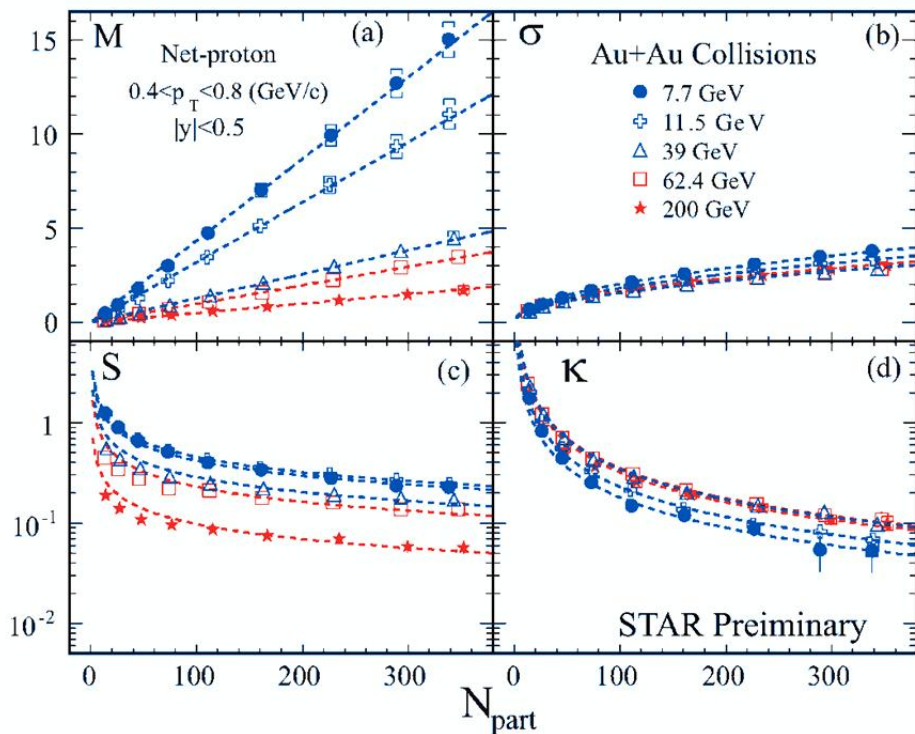 M
(a)
Net-proton
0.4<p T<0.8 (GeV/c)
|y|<0.5
15
10
5
0
σ
(b)
Au+Au Collisions
7.7 GeV
11.5 GeV
39 GeV
62.4 GeV
200 GeV
S
(c)
1
10-1
10-2
κ
(d)
STAR Preiminary
0 100 200 300 0 100 200 300
Npart